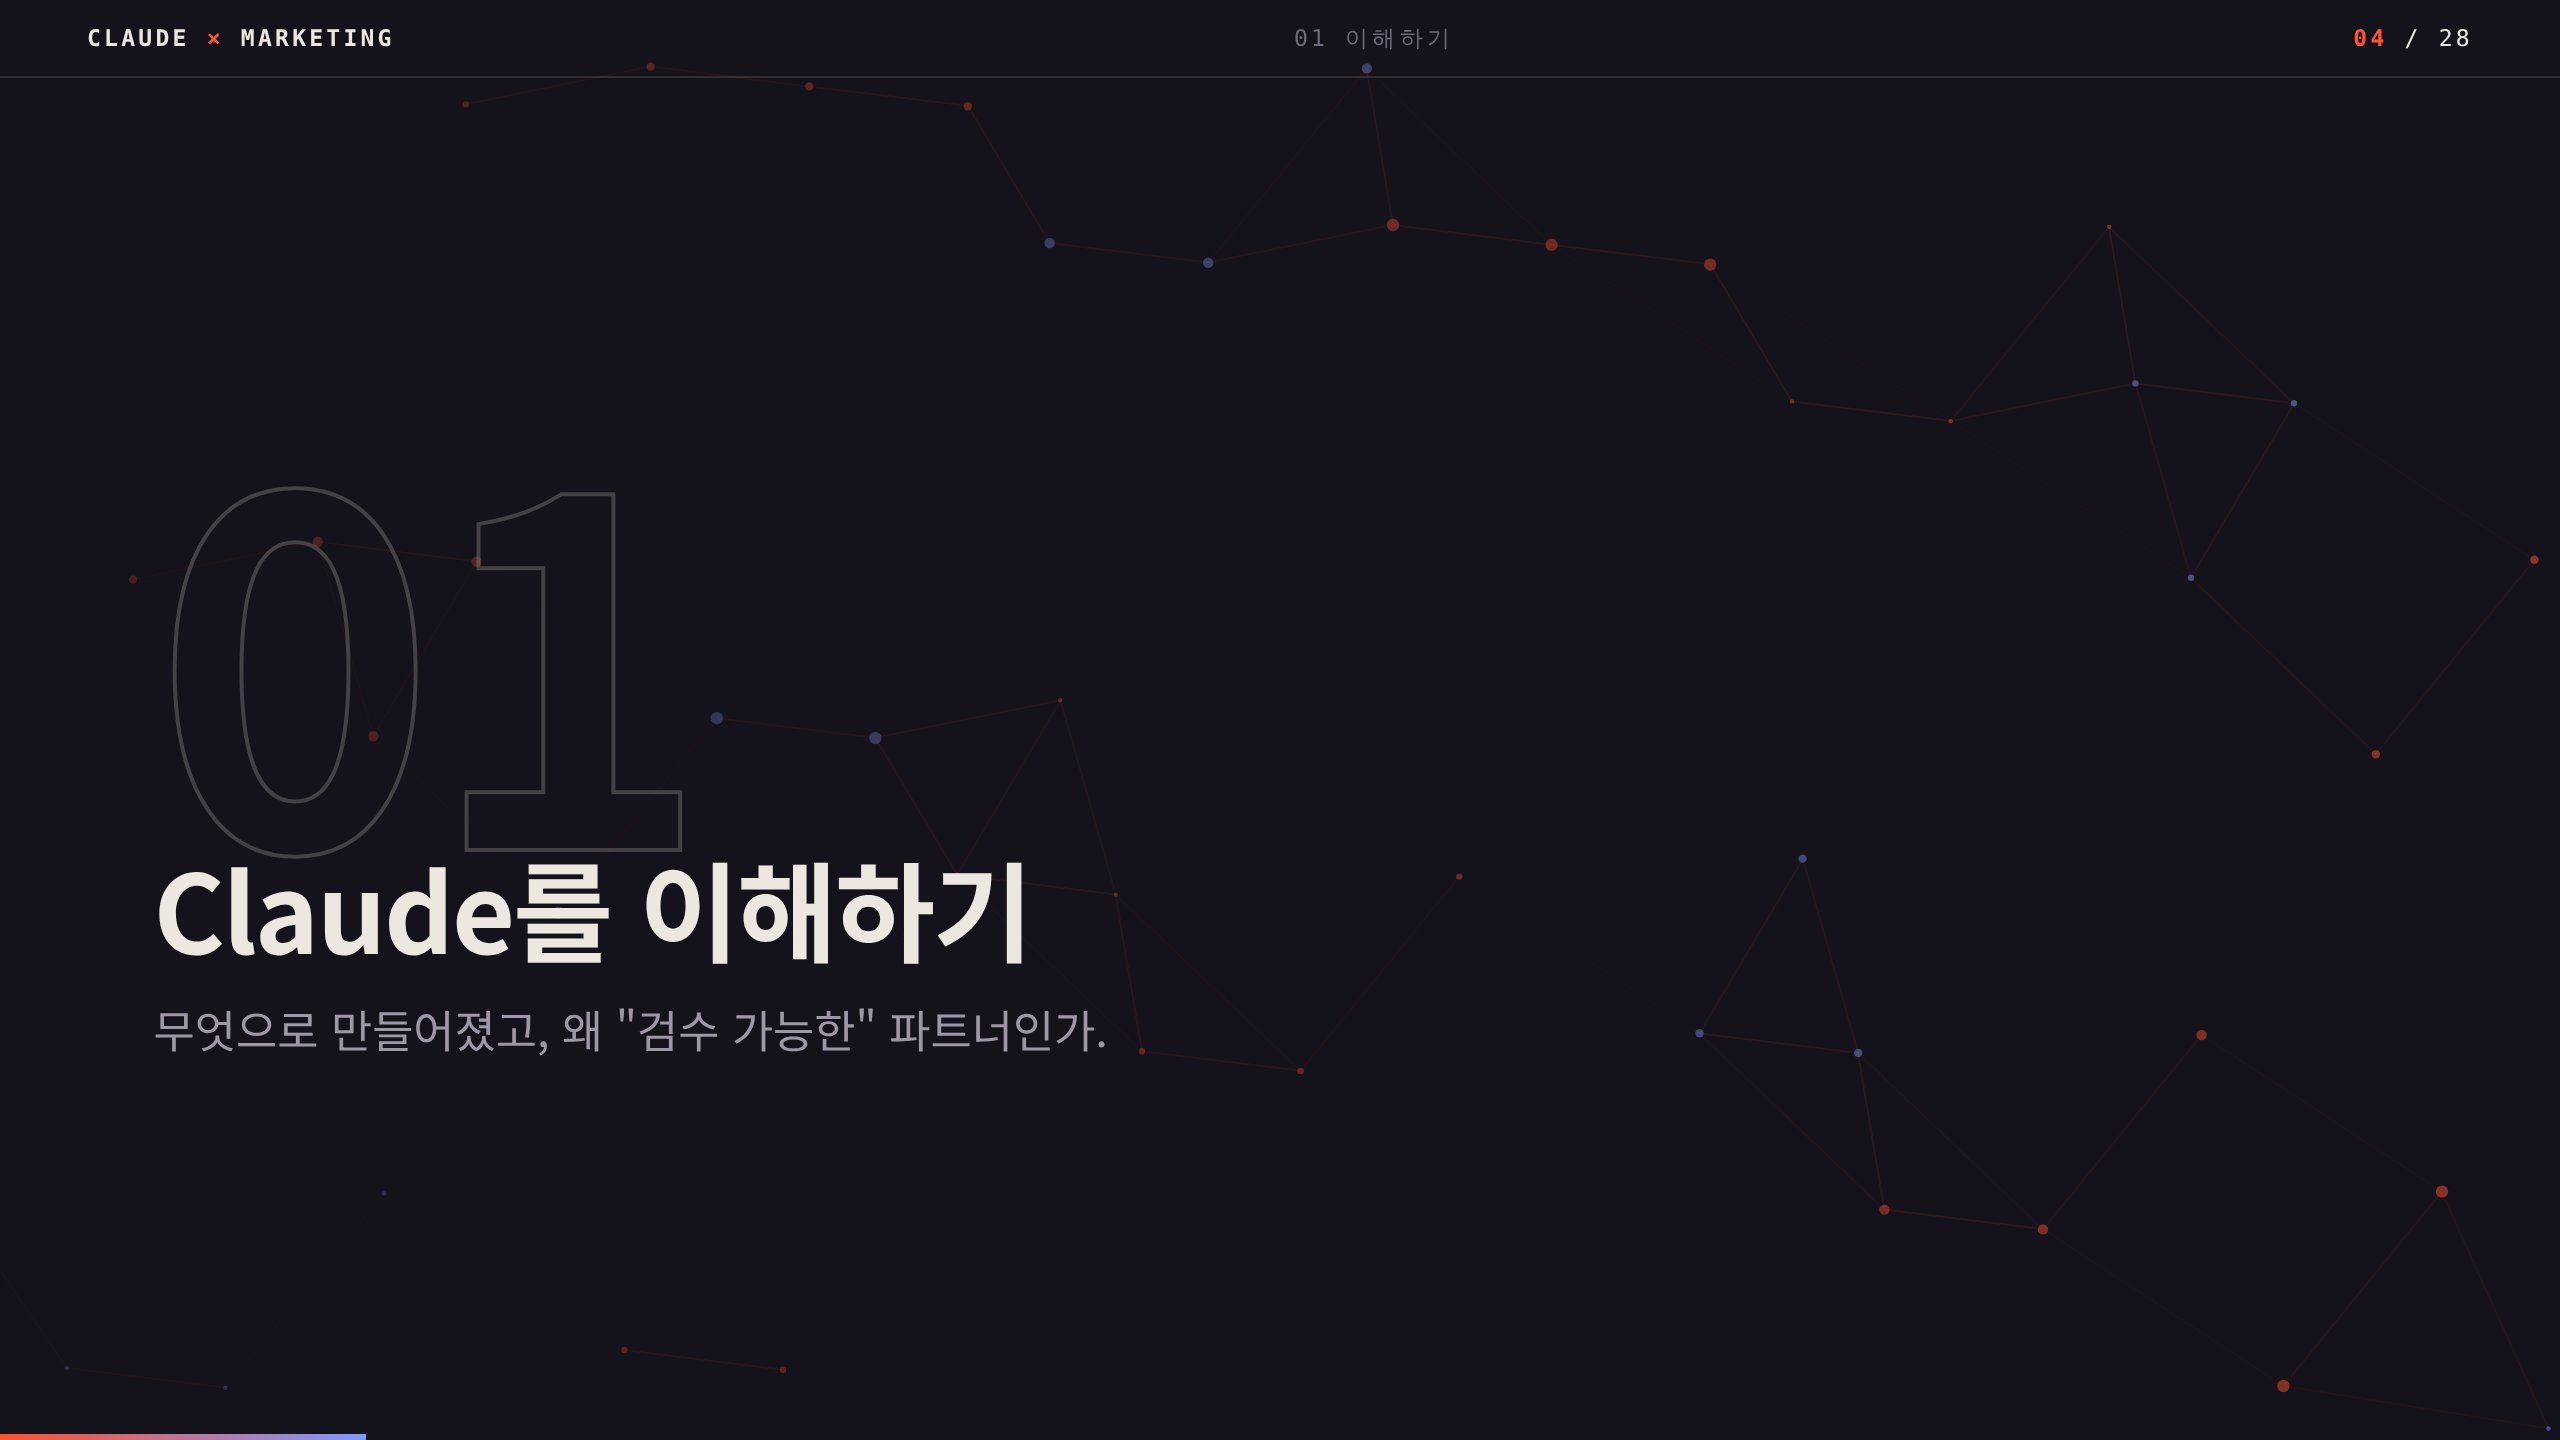 CLAUDE × MARKETING
01 이해하기
04 / 28
01
Claude를 이해하기
무엇으로 만들어졌고, 왜 "검수 가능한" 파트너인가.